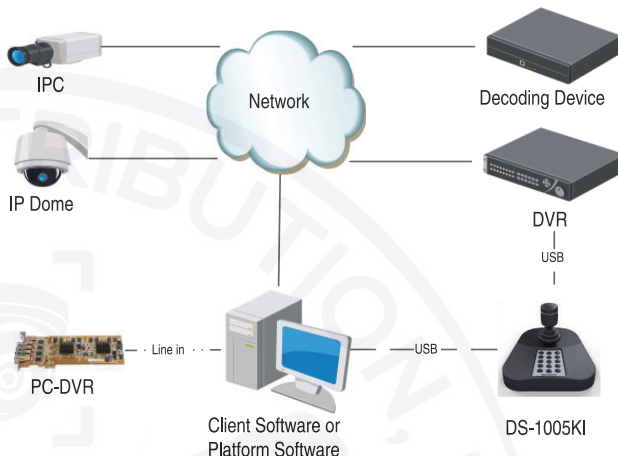 IPC
Network
Decoding Device
IP Dome
DVR
USB
Line in
USB
PC-DVR
DS-1005KI
Client Software or
Platform Software